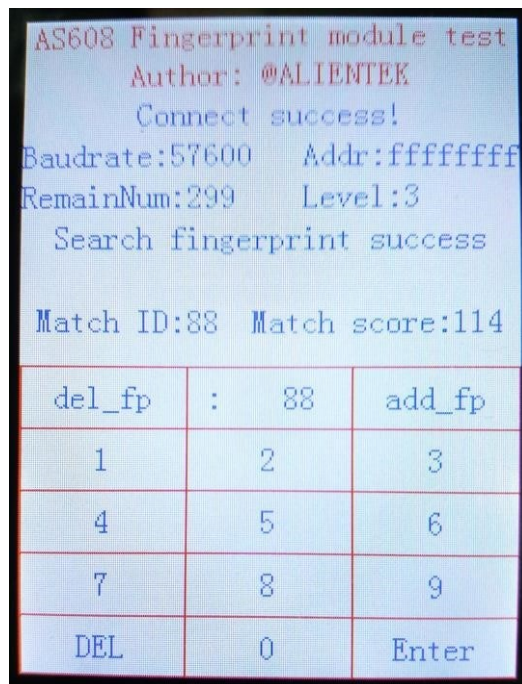 AS608 Fingerprint module test
Author: @ALIENTEK
Connect success!
Baudrate:57600 Addr:ffffffff
RemainNum:299 Level:3
Search fingerprint success
Match ID:88 Match score:114
del_fp : 88 add_fp
1 2 3
4 5 6
7 8 9
DEL 0 Enter